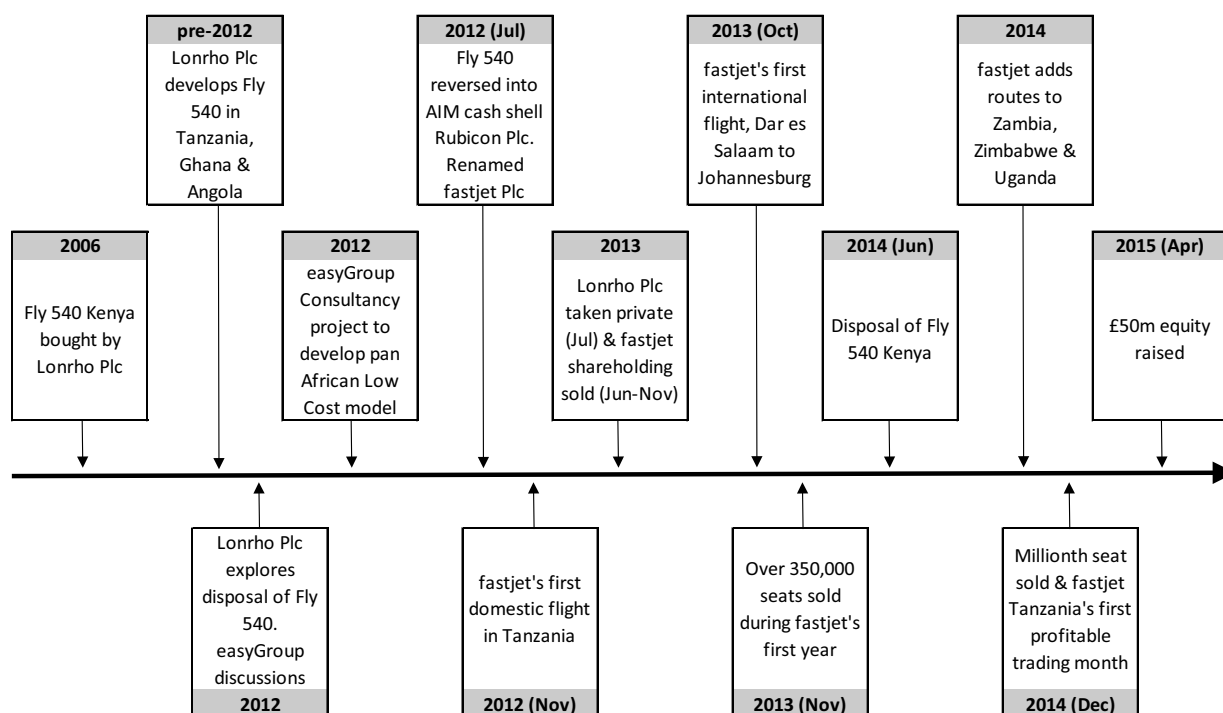 pre-2012
Lonrho Plc
develops Fly
540 in
Tanzania,
Ghana &
Angola
2012 (Jul)
Fly 540
reversed into
AIM cash shell
Rubicon Plc.
Renamed
fastjet Plc
2013 (Oct)
fastjet's first
international
flight, Dar es
Salaam to
Johannesburg
2014
fastjet adds
routes to
Zambia,
Zimbabwe &
Uganda
2006
Fly 540 Kenya
bought by
Lonrho Plc
2012
easyGroup
Consultancy
project to
develop pan
African Low
Cost model
2013
Lonrho Plc
taken private
(Jul) & fastjet
shareholding
sold (Jun-Nov)
2014 (Jun)
Disposal of Fly
540 Kenya
2015 (Apr)
£50m equity
raised
Lonrho Plc
explores
disposal of Fly
540.
easyGroup
discussions
2012
fastjet's first
domestic flight
in Tanzania
2012 (Nov)
Over 350,000
seats sold
during fastjet's
first year
2013 (Nov)
Millionth seat
sold & fastjet
Tanzania's first
profitable
trading month
2014 (Dec)